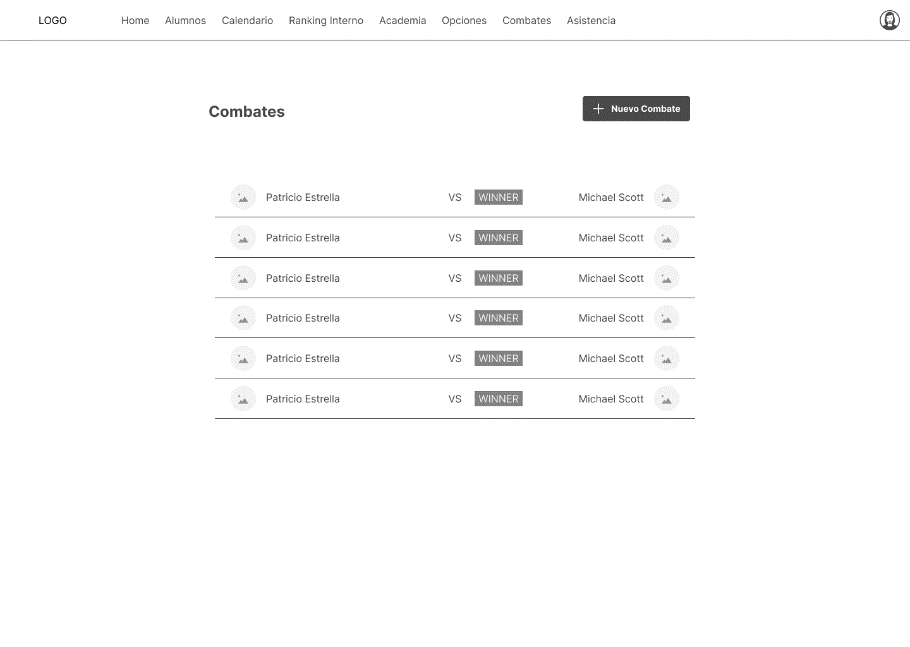 LOGO Home Alumnos Calendario Ranking Interno Academia Opciones Combates Asistencia
Combates
Nuevo Combate
Patricio Estrella VS WINNER Michael Scott
Patricio Estrella VS WINNER Michael Scott
Patricio Estrella VS WINNER Michael Scott
Patricio Estrella VS WINNER Michael Scott
Patricio Estrella VS WINNER Michael Scott
Patricio Estrella VS WINNER Michael Scott